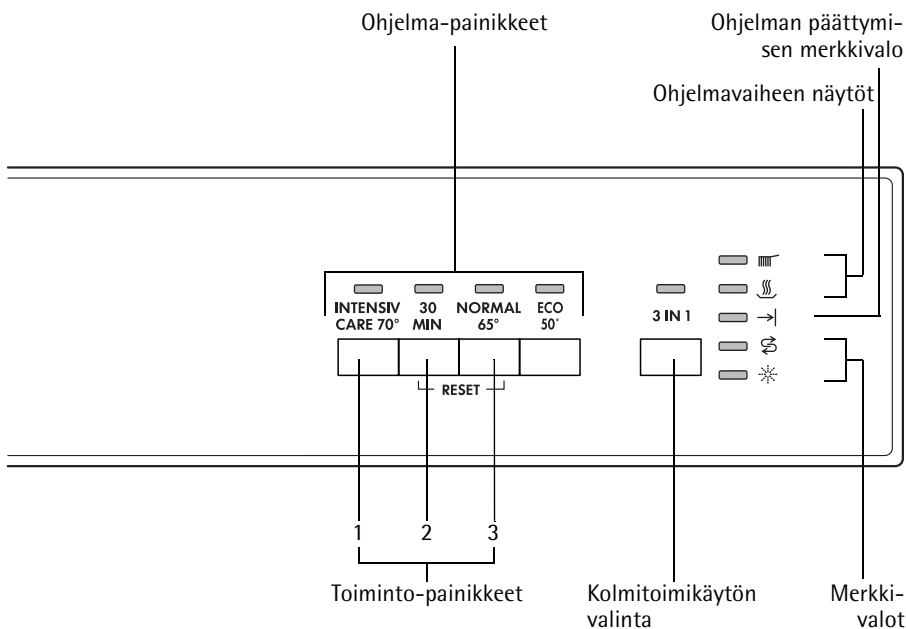 Ohjelma-painikkeet
Ohjelman päättymi-
sen merkkivalo
Ohjelmavaiheen näytöt
INTENSIV
CARE 70°
30
MIN
NORMAL
65°
ECO
50°
3 IN 1
RESET
1 2 3
Toiminto-painikkeet
Kolmitoimikäytön
valinta
Merkki-
valot